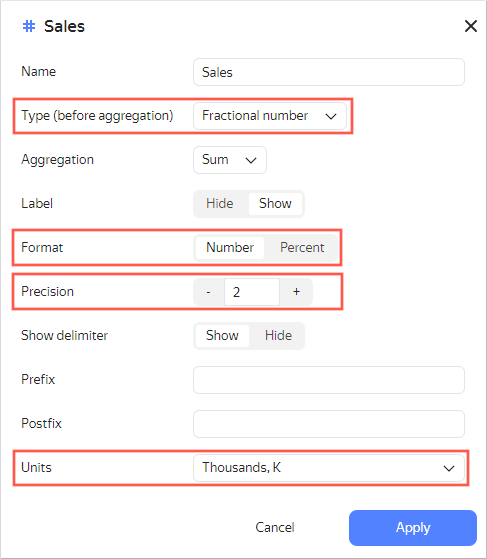 # Sales
Name Sales
Type (before aggregation) Fractional number
Aggregation Sum
Label Hide Show
Format Number Percent
Precision - 2 +
Show delimiter Show Hide
Prefix
Postfix
Units Thousands, K
Cancel Apply